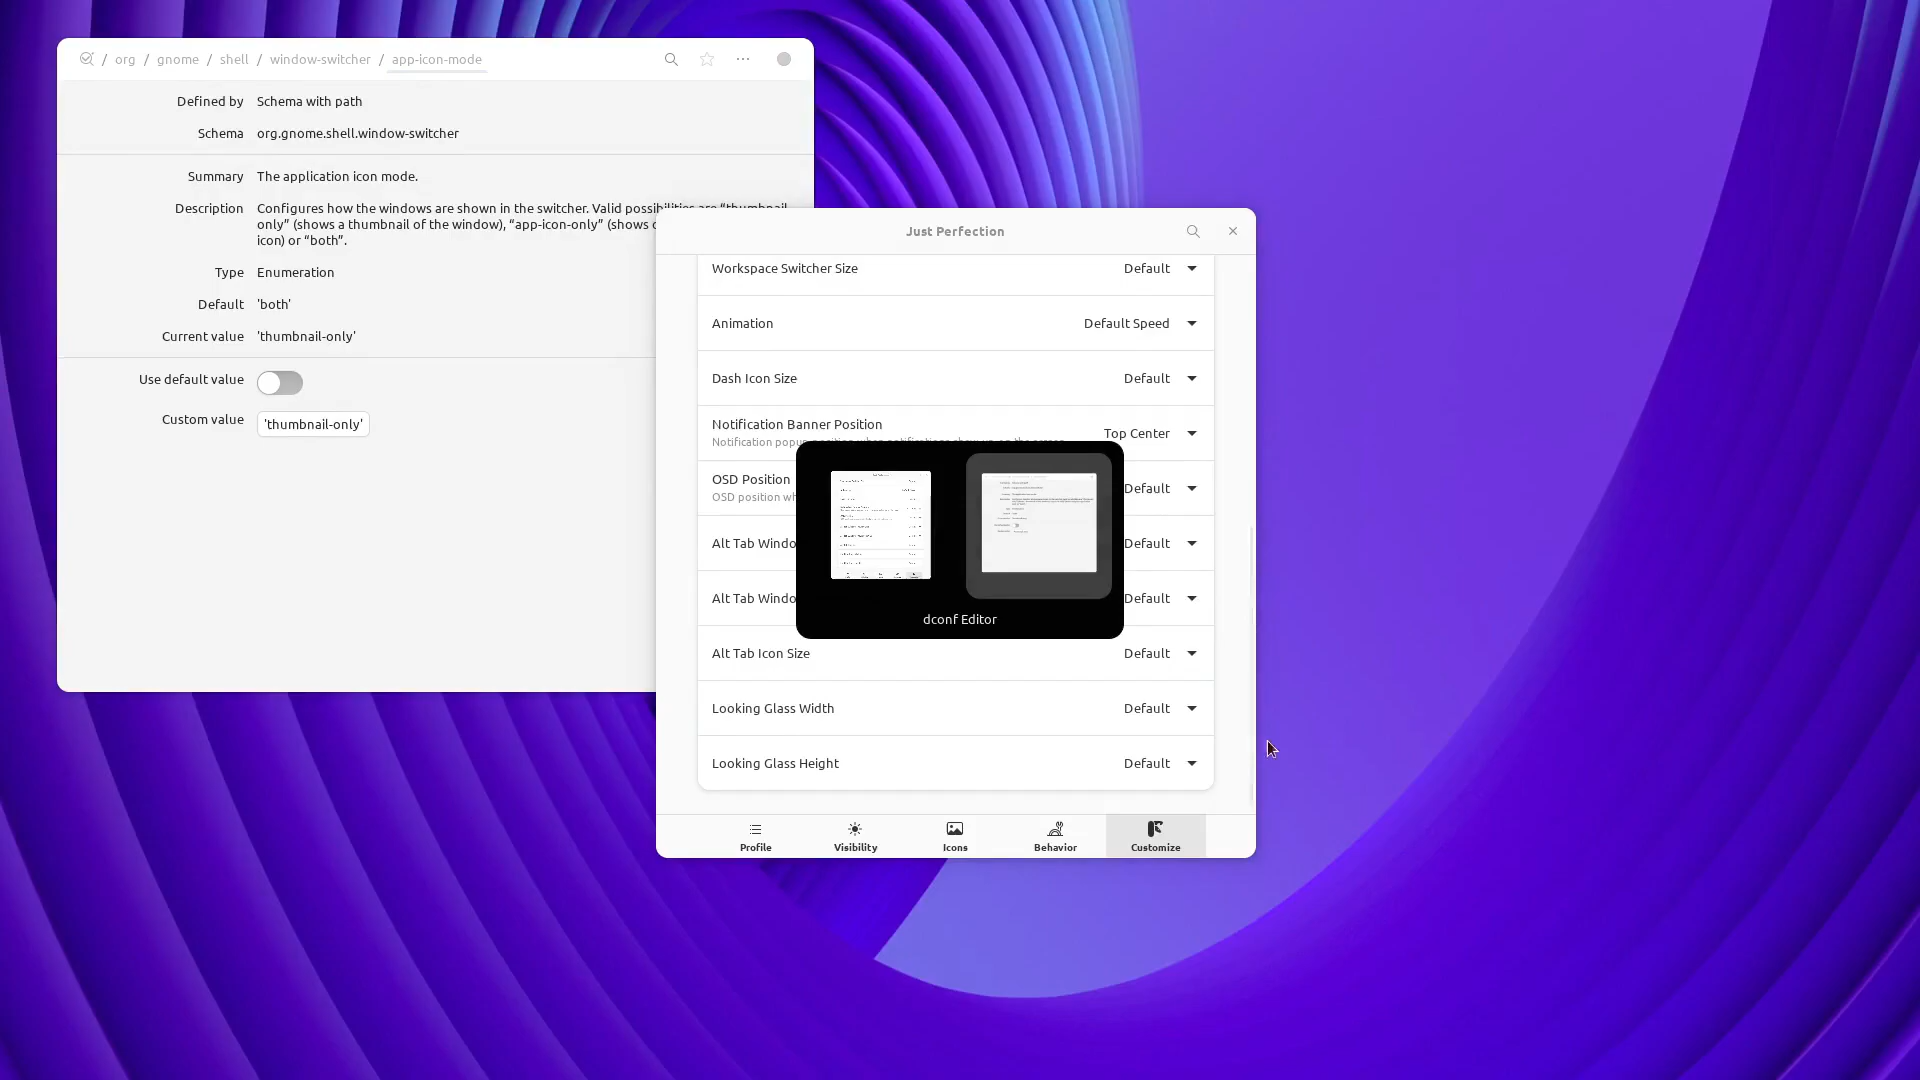 / org / gnome / shell / window-switcher / app-icon-mode
Defined by Schema with path
Schema org.gnome.shell.window-switcher
Summary The application icon mode.
Description Configures how the windows are shown in the switcher. Valid possibilities are “thumbnail-
only” (shows a thumbnail of the window), “app-icon-only” (shows
icon) or “both”.
Type Enumeration
Default 'both'
Current value 'thumbnail-only'
Use default value
Custom value 'thumbnail-only'
Just Perfection
Workspace Switcher Size Default
Animation Default Speed
Dash Icon Size Default
Notification Banner Position Top Center
OSD Position Default
OSD position
Alt Tab Default
Alt Tab Default
dconf Editor
Alt Tab Icon Size Default
Looking Glass Width Default
Looking Glass Height Default
Profile Visibility Icons Behavior Customize